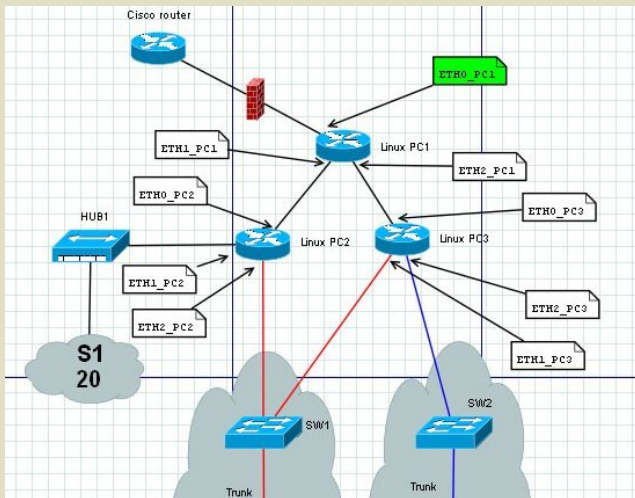 Cisco router
ETH0_PC1
ETH1_PC1
Linux PC1
ETH2_PC1
ETH0_PC2
ETH0_PC3
HUB1
Linux PC2
Linux PC3
ETH1_PC2
ETH2_PC3
ETH2_PC2
ETH1_PC3
S1
20
SW1
SW2
Trunk
Trunk